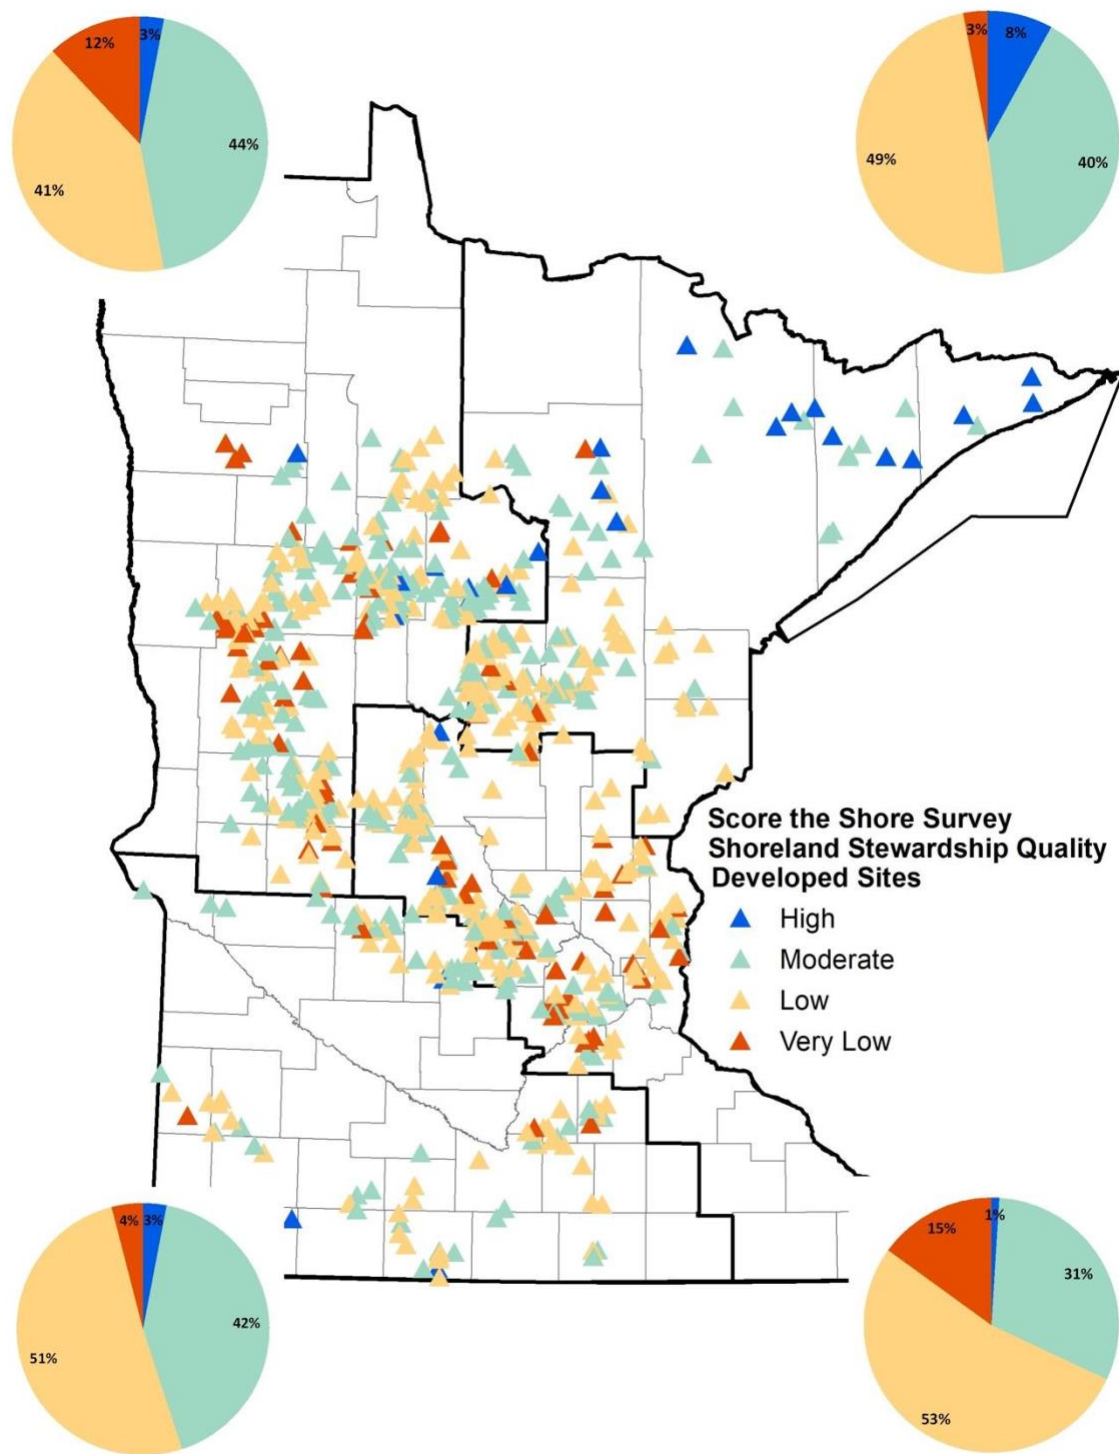 12%
3%
44%
41%
3%
8%
40%
49%
Score the Shore Survey
Shoreland Stewardship Quality
Developed Sites
High
Moderate
Low
Very Low
4%
3%
42%
51%
15%
1%
31%
53%